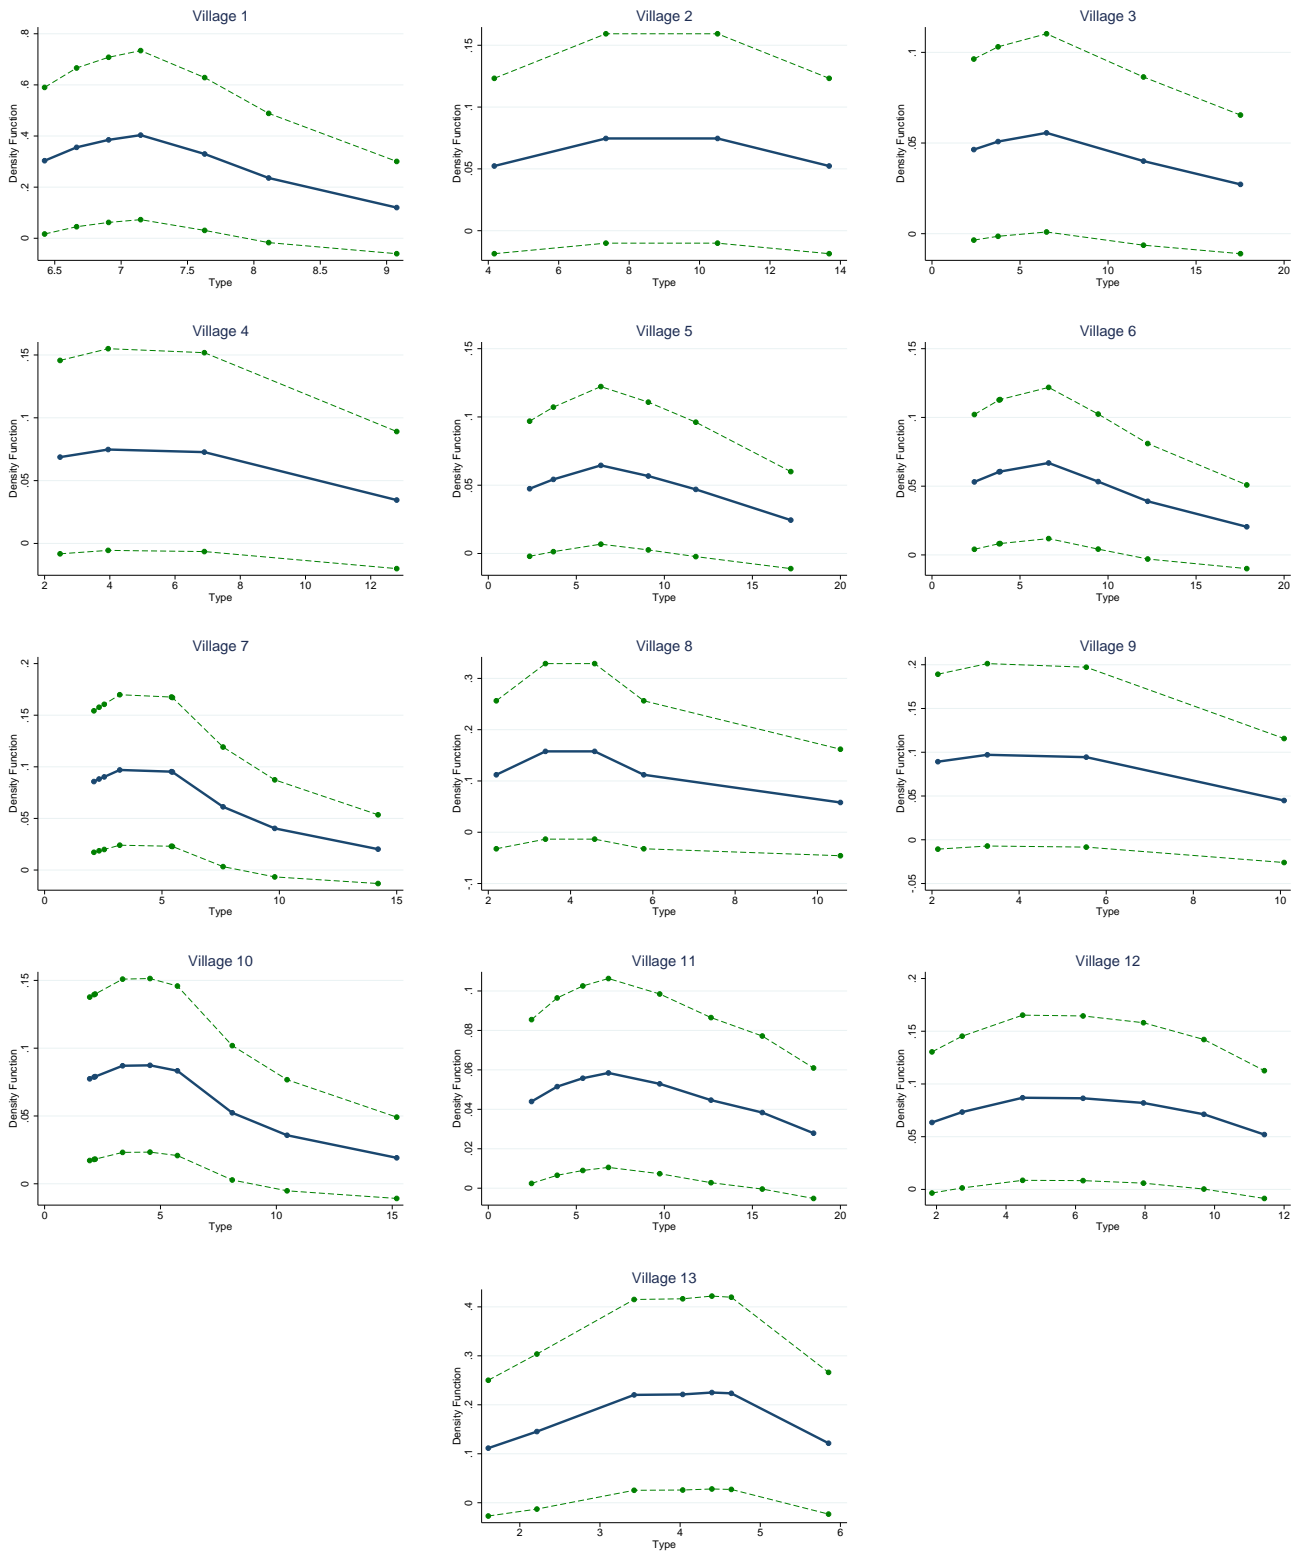 Village 1
Density Function
.8
.6
.4
.2
0
6.5 7 7.5 8 8.5 9
Type
Village 2
Density Function
.15
.1
.05
0
4 6 8 10 12 14
Type
Village 3
Density Function
.1
.05
0
0 5 10 15 20
Type
Village 4
Density Function
.15
.1
.05
0
2 4 6 8 10 12
Type
Village 5
Density Function
.15
.1
.05
0
0 5 10 15 20
Type
Village 6
Density Function
.15
.1
.05
0
0 5 10 15 20
Type
Village 7
Density Function
.2
.15
.1
.05
0
0 5 10 15
Type
Village 8
Density Function
.3
.2
.1
0
-.1
2 4 6 8 10
Type
Village 9
Density Function
.2
.15
.1
.05
0
-.05
2 4 6 8 10
Type
Village 10
Density Function
.15
.1
.05
0
0 5 10 15
Type
Village 11
Density Function
.1
.08
.06
.04
.02
0
0 5 10 15 20
Type
Village 12
Density Function
.2
.15
.1
.05
0
2 4 6 8 10 12
Type
Village 13
Density Function
.4
.3
.2
.1
0
2 3 4 5 6
Type